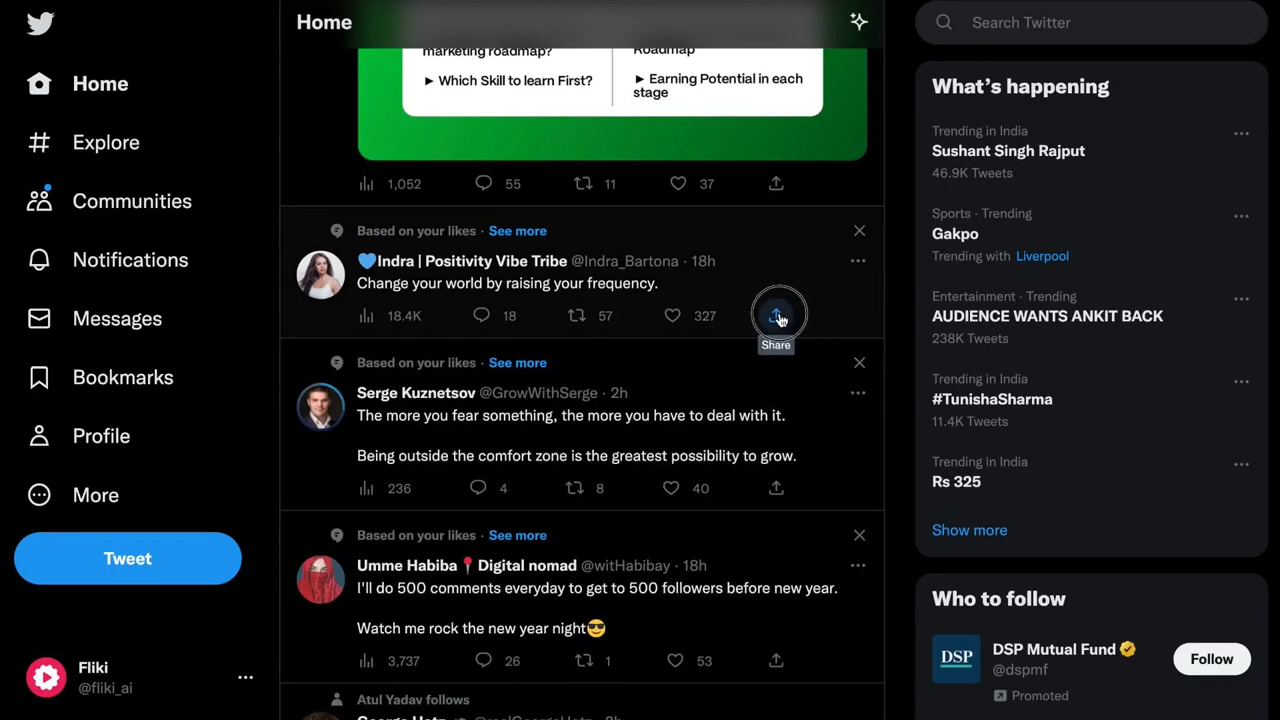 Home
Explore
Communities
Notifications
Messages
Bookmarks
Profile
More
Tweet
Fliki
@fliki_ai
Home
marketing roadmap?
► Which Skill to learn First?
Roadmap
► Earning Potential in each
stage
1,052 55 11 37
Based on your likes · See more
💙Indra | Positivity Vibe Tribe @Indra_Bartona · 18h
Change your world by raising your frequency.
18.4K 18 57 327
Share
Based on your likes · See more
Serge Kuznetsov @GrowWithSerge · 2h
The more you fear something, the more you have to deal with it.
Being outside the comfort zone is the greatest possibility to grow.
236 4 8 40
Based on your likes · See more
Umme Habiba📍Digital nomad @witHabibay · 18h
I'll do 500 comments everyday to get to 500 followers before new year.
Watch me rock the new year night😎
3,737 26 1 53
Atul Yadav follows
Search Twitter
What's happening
Trending in India
Sushant Singh Rajput
46.9K Tweets
Sports · Trending
Gakpo
Trending with Liverpool
Entertainment · Trending
AUDIENCE WANTS ANKIT BACK
238K Tweets
Trending in India
#TunishaSharma
11.4K Tweets
Trending in India
Rs 325
Show more
Who to follow
DSP
DSP Mutual Fund
@dspmf
Promoted
Follow